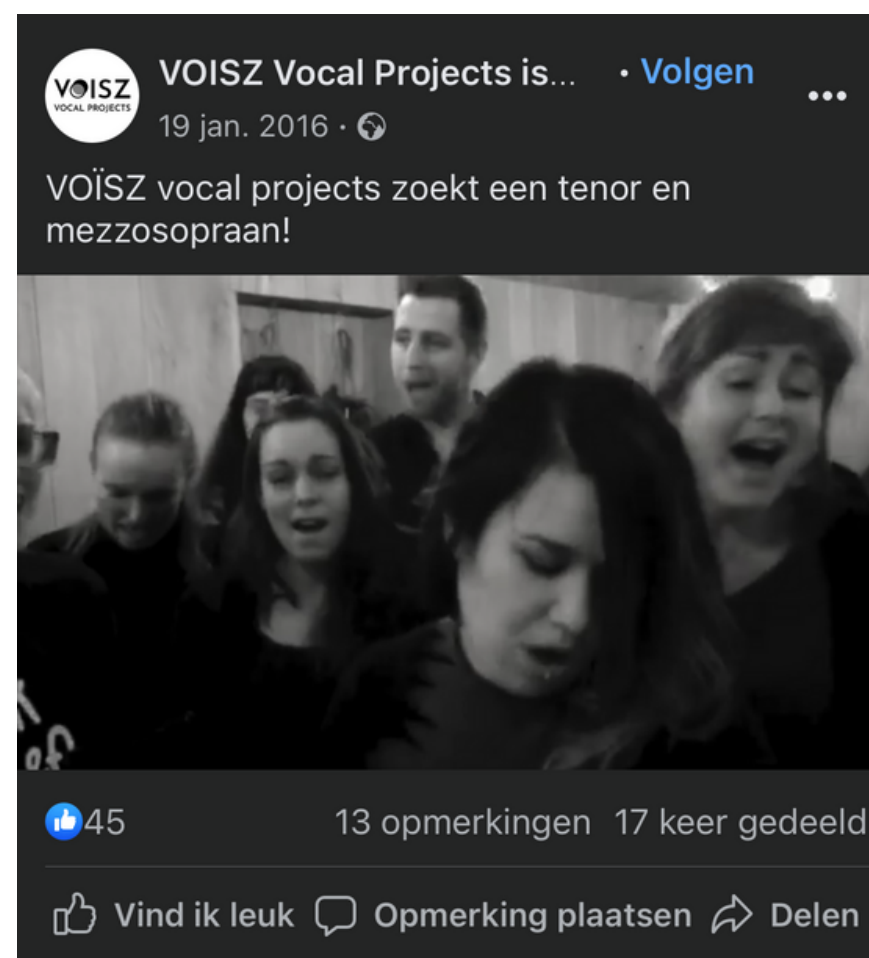 VOISZ
VOCAL PROJECTS
VOISZ Vocal Projects is... · Volgen
19 jan. 2016 ·
VOÏSZ vocal projects zoekt een tenor en
mezzosopraan!
of
45 13 opmerkingen 17 keer gedeeld
Vind ik leuk Opmerking plaatsen Delen